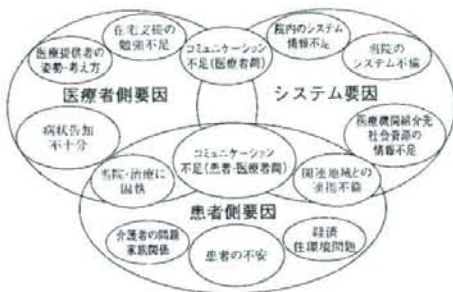 在宅支援の
勉強不足
コミュニケーション
不足(医療者間)
院内のシステム
情報不足
当院の
システム不備
医療提供者の
姿勢・考え方
医療者側要因
システム要因
病状告知
不十分
医療機関紹介先
社会資源の
情報不足
コミュニケーション
不足(患者・医療者間)
当院・治療に
固執
関連地域との
連携不備
患者側要因
介護者の問題
家族関係
患者の不安
経済
住環境問題